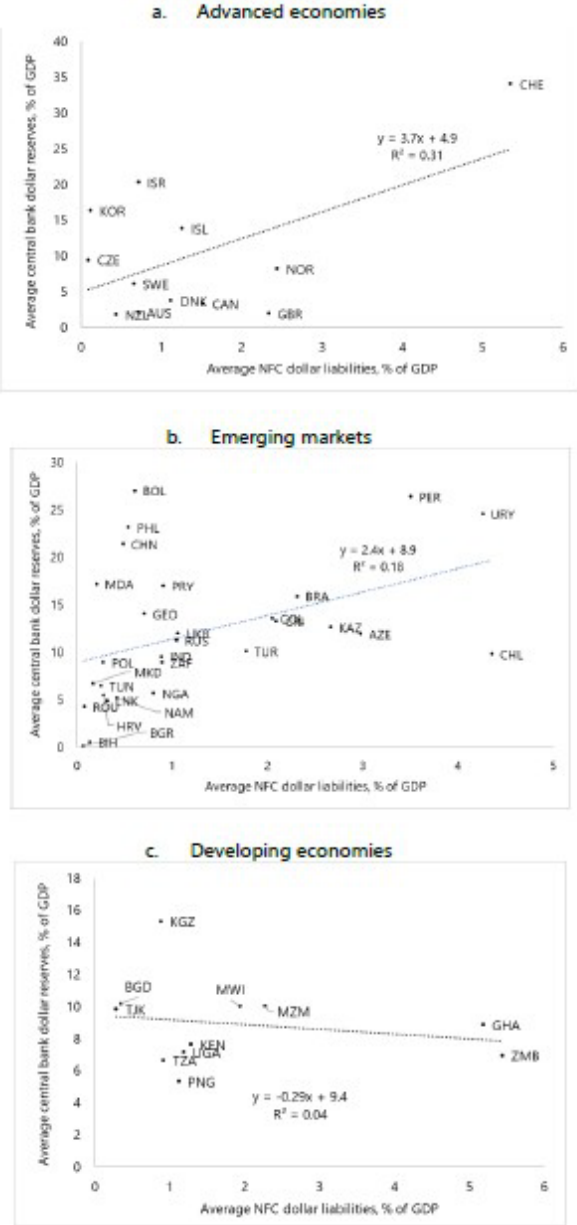 a. Advanced economies
Average central bank dollar reserves, % of GDP
40
35
30
25
20
15
10
5
0
CHE
y = 3.7x + 4.9
R² = 0.31
ISR
KOR
ISL
CZE
NOR
SWE
DNK
CAN
NZL
AUS
GBR
0 1 2 3 4 5 6
Average NFC dollar liabilities, % of GDP
b. Emerging markets
Average central bank dollar reserves, % of GDP
30
25
20
15
10
5
0
BOL
PER
URY
PHL
CHN
y = 2.4x + 8.9
R² = 0.18
MDA
PRY
BRA
GEO
COL
UKR
RUS
KAZ
AZE
IND
ZAF
TUR
CHL
POL
MKD
TUN
NGA
ROU
NAM
HRV
BGR
BIH
0 1 2 3 4 5
Average NFC dollar liabilities, % of GDP
c. Developing economies
Average central bank dollar reserves, % of GDP
18
16
14
12
10
8
6
4
2
0
KGZ
BGD
MWI
TJK
MZM
GHA
KEN
UGA
TZA
ZMB
PNG
y = -0.29x + 9.4
R² = 0.04
0 1 2 3 4 5 6
Average NFC dollar liabilities, % of GDP